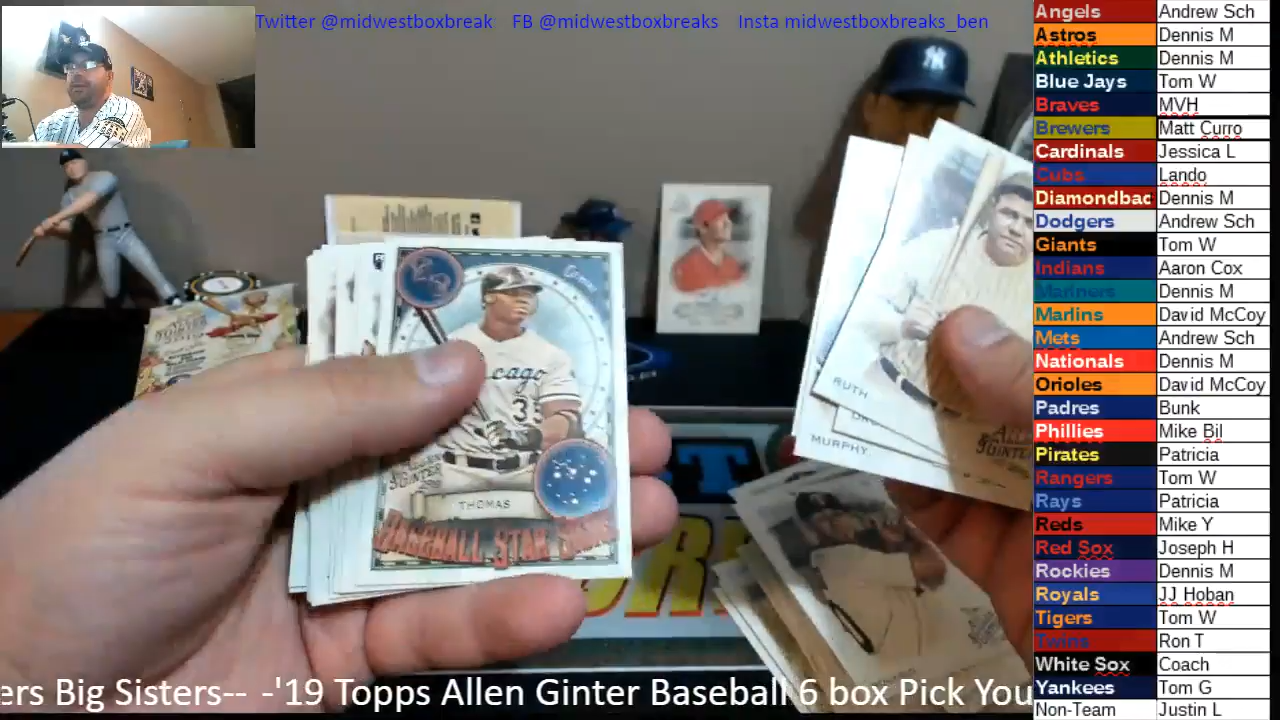 Twitter @midwestboxbreak FB @midwestboxbreaks Insta midwestboxbreaks_ben
Angels Andrew Sch
Astros Dennis M
Athletics Dennis M
Blue Jays Tom W
Braves MVH
Brewers Matt Curro
Cardinals Jessica L
Cubs Lando
Diamondbac Dennis M
Dodgers Andrew Sch
Giants Tom W
Indians Aaron Cox
Mariners Dennis M
Marlins David McCoy
Mets Andrew Sch
Nationals Dennis M
Orioles David McCoy
Padres Bunk
Phillies Mike Bil
Pirates Patricia
Rangers Tom W
Rays Patricia
Reds Mike Y
Red Sox Joseph H
Rockies Dennis M
Royals JJ Hoban
Tigers Tom W
Twins Ron T
White Sox Coach
Yankees Tom G
Non-Team Justin L
RUTH
MURPHY
THOMAS
BASEBALL STAR SIGNS
ers Big Sisters-- -'19 Topps Allen Ginter Baseball 6 box Pick You